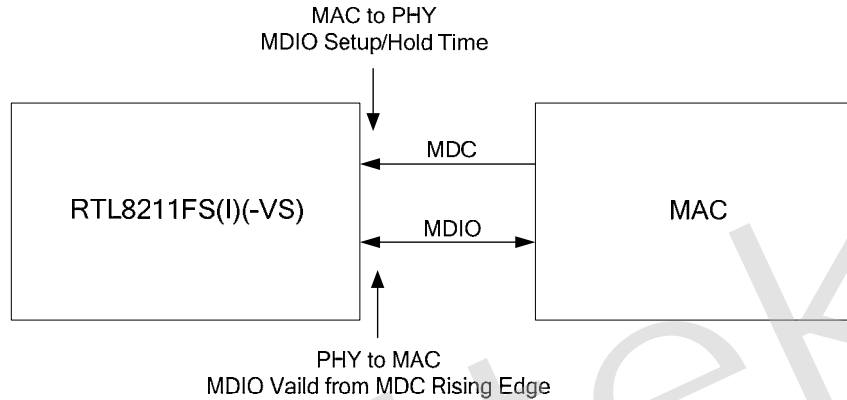 MAC to PHY
MDIO Setup/Hold Time
MDC
RTL8211FS(I)(-VS)
MAC
MDIO
PHY to MAC
MDIO Vaild from MDC Rising Edge